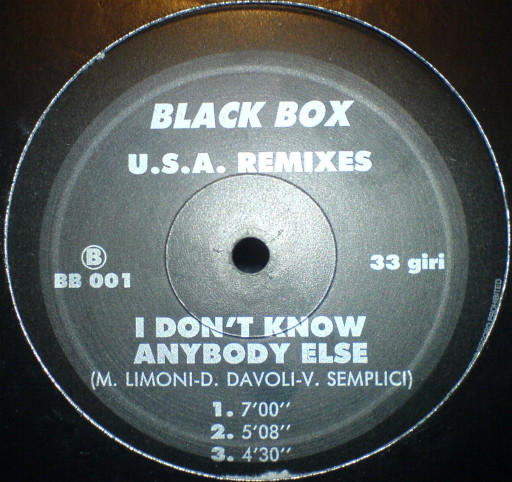 BLACK BOX
U.S.A. REMIXES
B
BB 001
33 giri
I DON'T KNOW
ANYBODY ELSE
(M. LIMONI-D. DAVOLI-V. SEMPLICI)
1. 7'00''
2. 5'08''
3. 4'30''
PROHIBITED